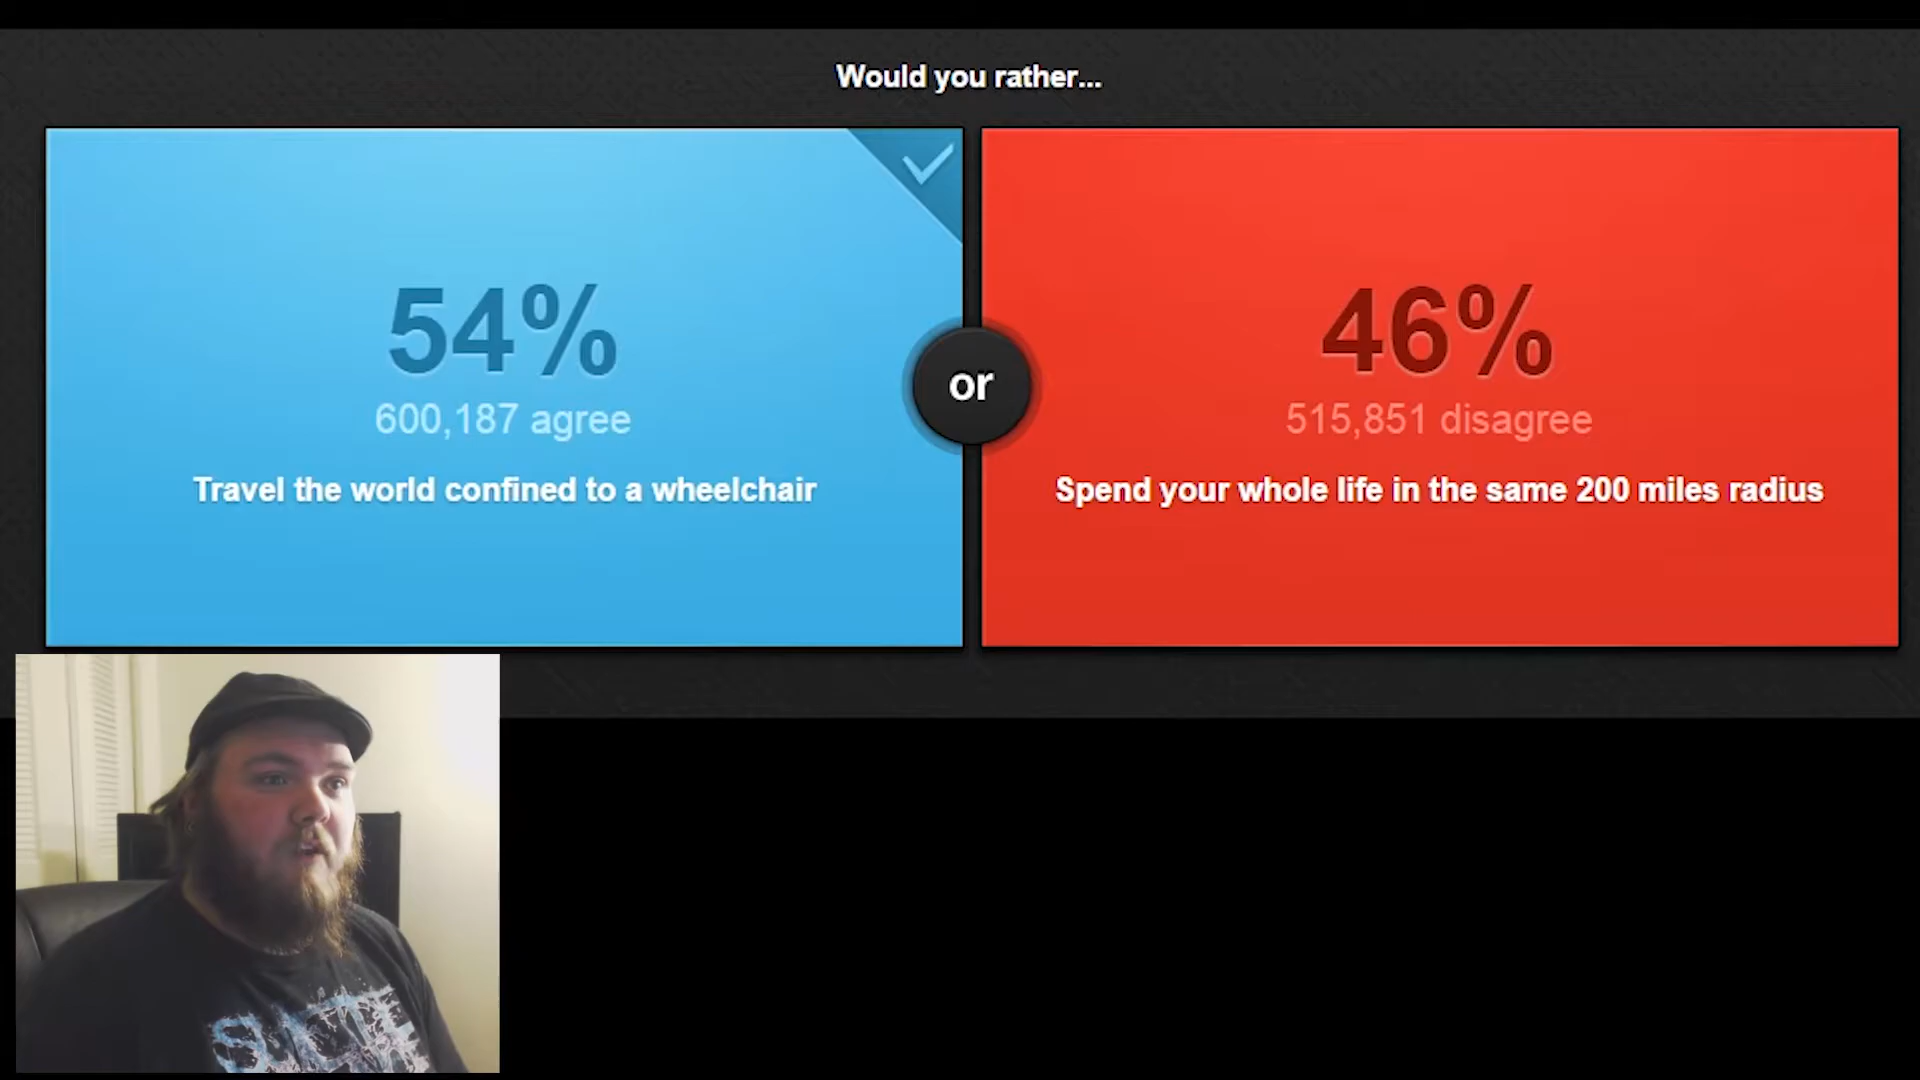 Would you rather...
54%
600,187 agree
Travel the world confined to a wheelchair
or
46%
515,851 disagree
Spend your whole life in the same 200 miles radius